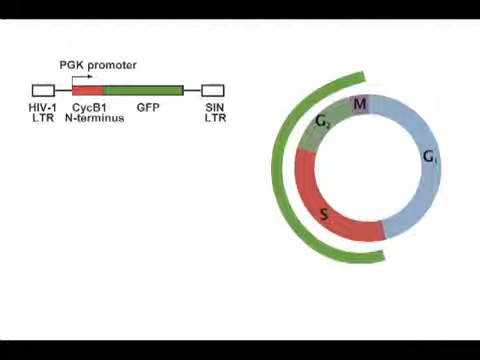 PGK promoter
HIV-1 CycB1 GFP SIN
LTR N-terminus LTR
M
G2
G1
S